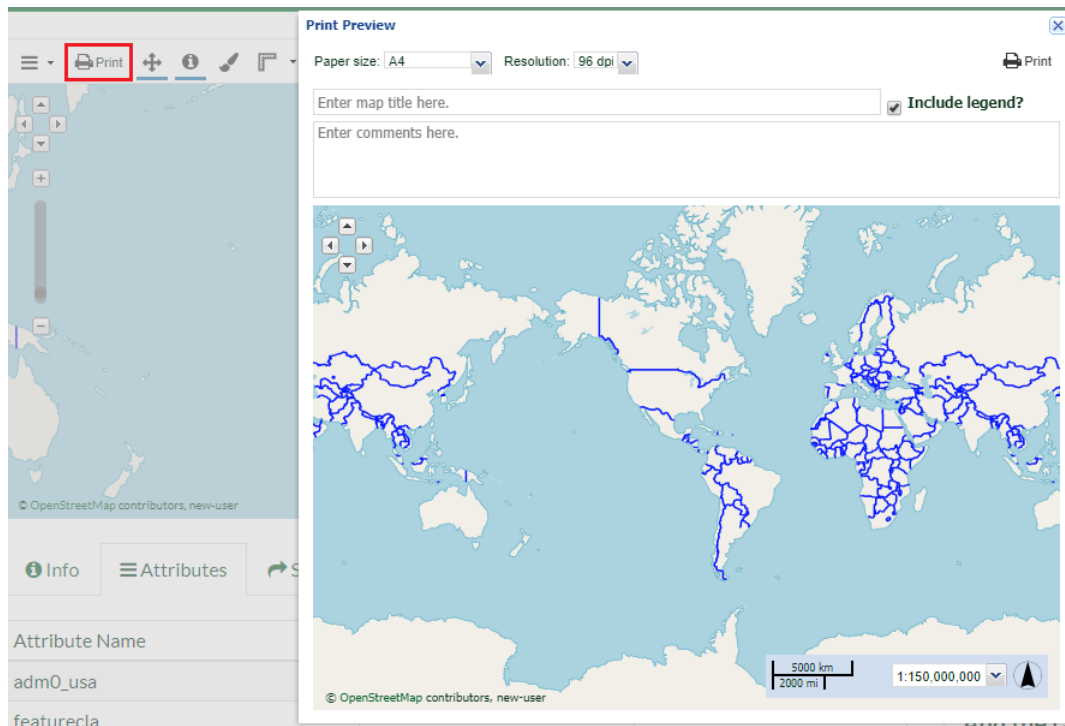 Print Preview
Print
Paper size: A4 Resolution: 96 dpi Print
Enter map title here. Include legend?
Enter comments here.
© OpenStreetMap contributors, new-user
Info Attributes S
Attribute Name
adm0_usa
featurecla
5000 km
2000 mi
1:150,000,000
© OpenStreetMap contributors, new-user